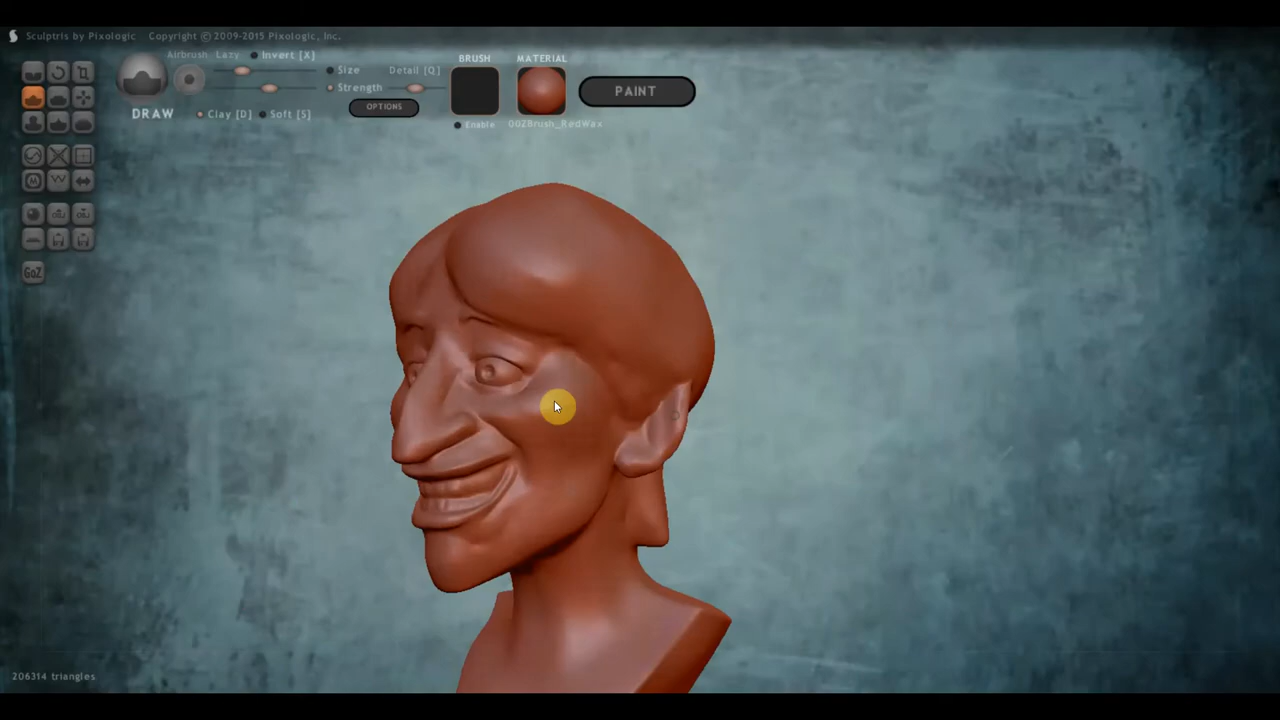 Sculptris by Pixologic Copyright © 2009-2015 Pixologic, Inc.
Airbrush Lazy Invert [X]
Size Detail [Q]
Strength
OPTIONS
DRAW Clay [D] Soft [S]
BRUSH
Enable
MATERIAL
00ZBrush_RedWax
PAINT
GoZ
206314 triangles